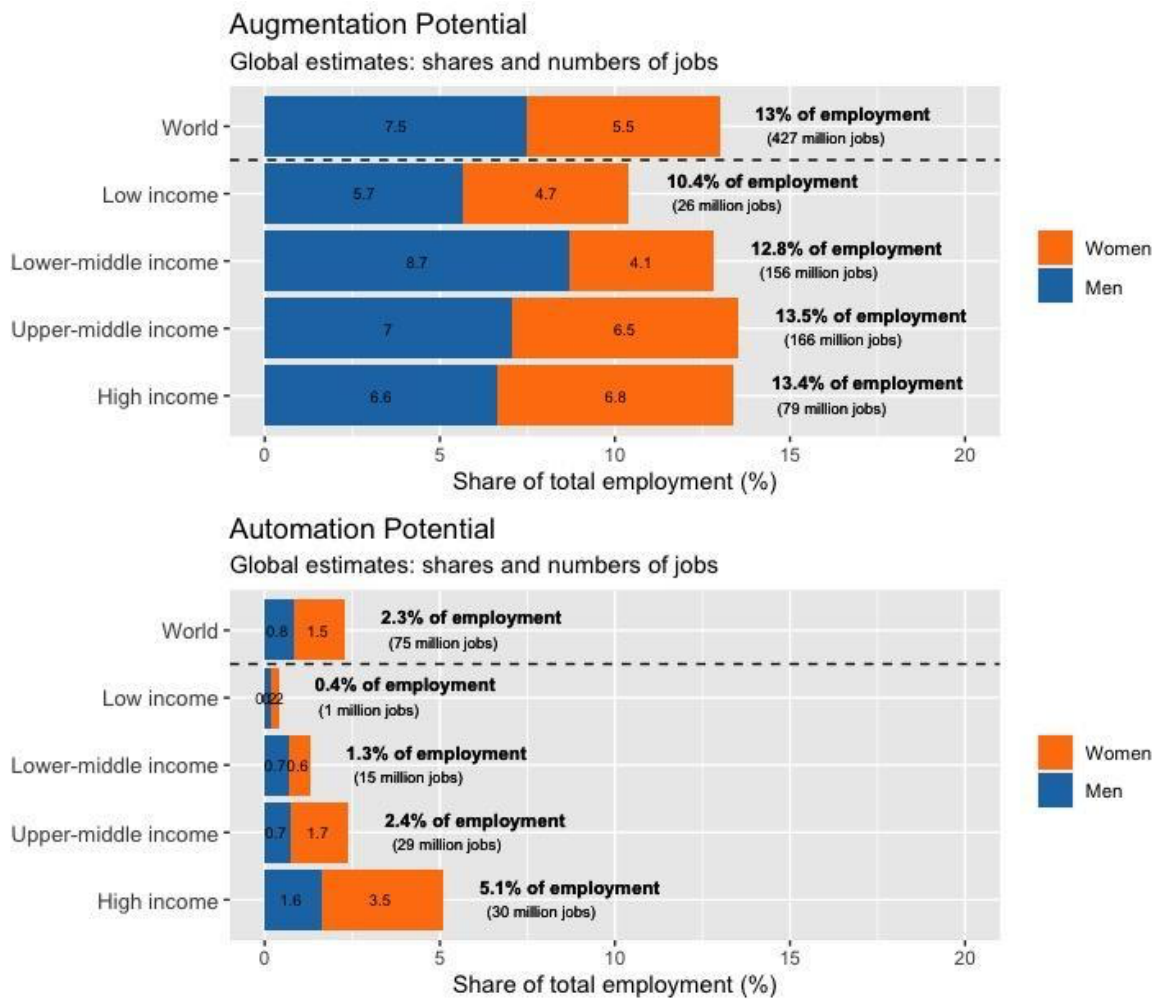 Augmentation Potential
Global estimates: shares and numbers of jobs
World
7.5
5.5
13% of employment
(427 million jobs)
Low income
5.7
4.7
10.4% of employment
(26 million jobs)
Lower-middle income
8.7
4.1
12.8% of employment
(156 million jobs)
Upper-middle income
7
6.5
13.5% of employment
(166 million jobs)
High income
6.6
6.8
13.4% of employment
(79 million jobs)
Women
Men
0
5
10
15
20
Share of total employment (%)
Automation Potential
Global estimates: shares and numbers of jobs
World
0.8
1.5
2.3% of employment
(75 million jobs)
Low income
0.4% of employment
(1 million jobs)
Lower-middle income
0.7
0.6
1.3% of employment
(15 million jobs)
Upper-middle income
0.7
1.7
2.4% of employment
(29 million jobs)
High income
1.6
3.5
5.1% of employment
(30 million jobs)
Women
Men
0
5
10
15
20
Share of total employment (%)